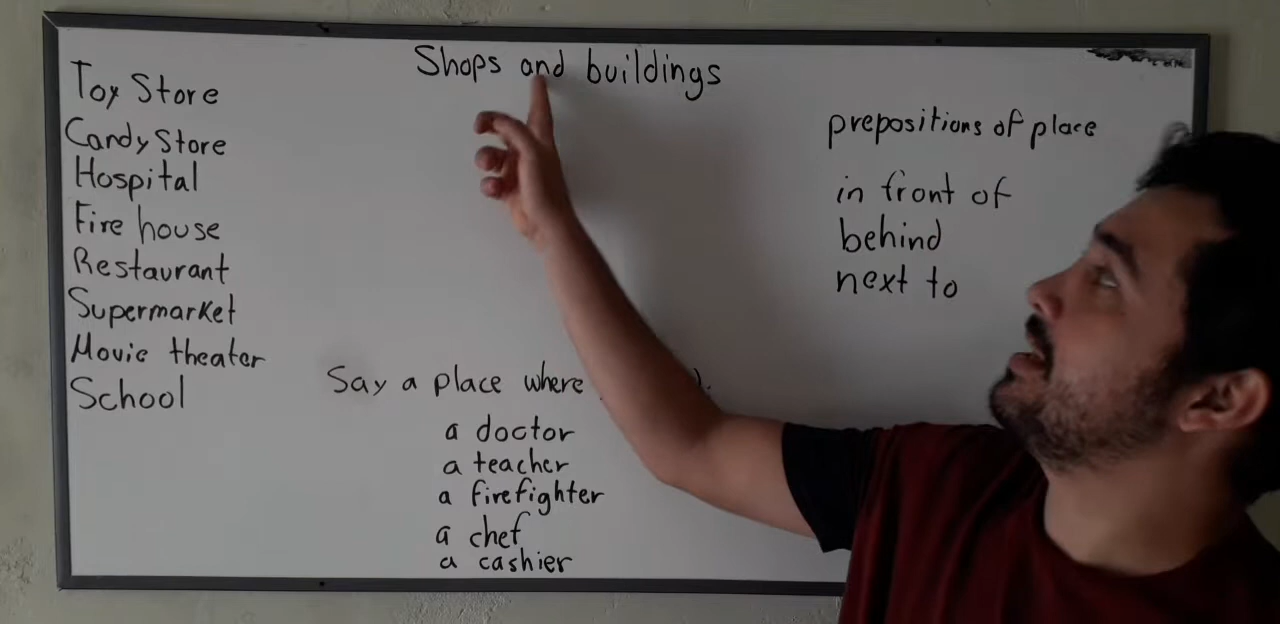 Shops and buildings
Toy Store
Candy Store
Hospital
Fire house
Restaurant
Supermarket
Movie theater
School
Say a place where
a doctor
a teacher
a firefighter
a chef
a cashier
prepositions of place
in front of
behind
next to